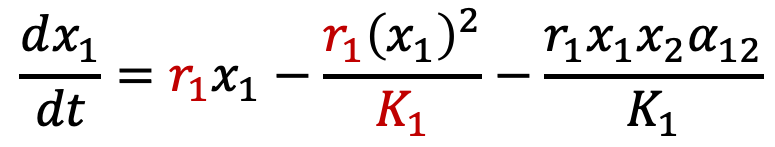 dx₁/dt = r₁x₁ − r₁(x₁)²/K₁ − r₁x₁x₂α₁₂/K₁